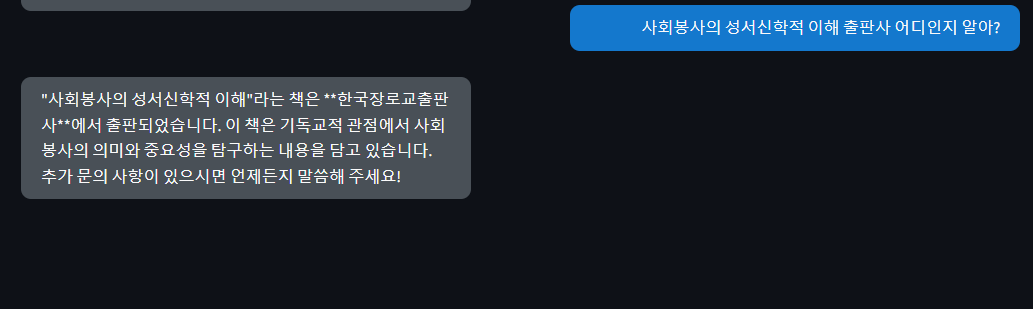 사회봉사의 성서신학적 이해 출판사 어디인지 알아?
"사회봉사의 성서신학적 이해"라는 책은 **한국장로교출판
사**에서 출판되었습니다. 이 책은 기독교적 관점에서 사회
봉사의 의미와 중요성을 탐구하는 내용을 담고 있습니다.
추가 문의 사항이 있으시면 언제든지 말씀해 주세요!